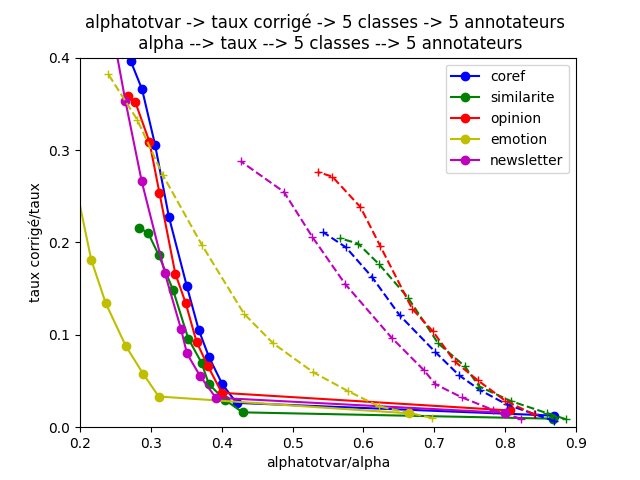 alphatotvar -> taux corrigé -> 5 classes -> 5 annotateurs
alpha --> taux --> 5 classes --> 5 annotateurs
0.4
0.3
0.2
0.1
0.0
taux corrigé/taux
coref
similarite
opinion
emotion
newsletter
0.2 0.3 0.4 0.5 0.6 0.7 0.8 0.9
alphatotvar/alpha